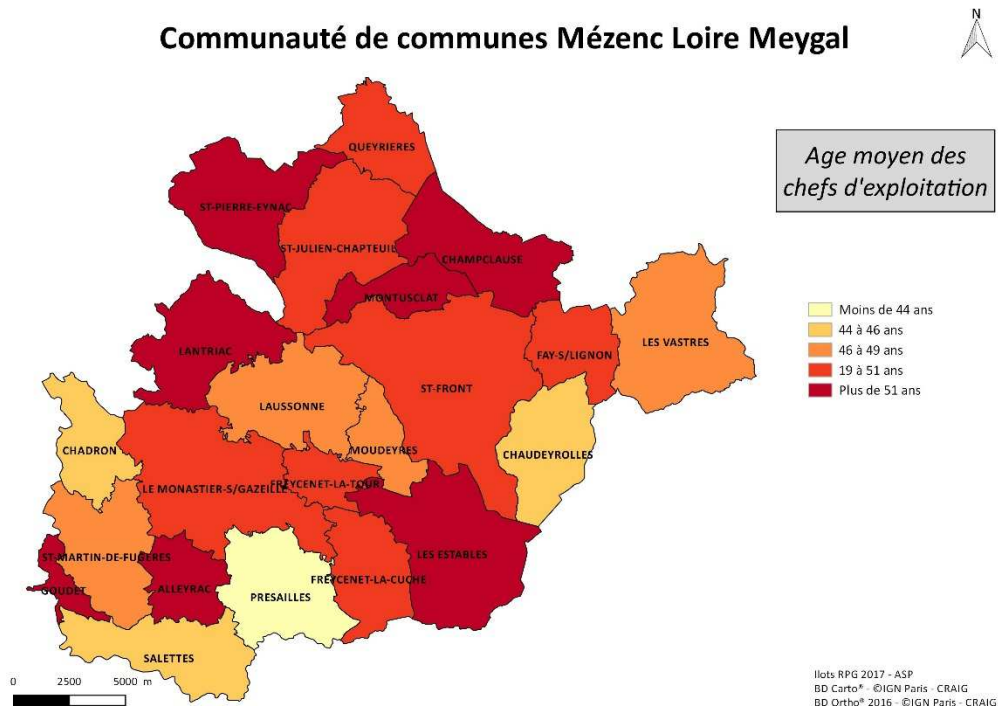 Communauté de communes Mézenc Loire Meygal
N
Age moyen des
chefs d'exploitation
QUEYRIERES
ST-PIERRE-EYNAC
ST-JULIEN-CHAPTEUIL
CHAMPCLAUSE
MONTUSCLAT
LES VASTRES
LANTRIAC
FAY-S/LIGNON
ST-FRONT
LAUSSONNE
CHADRON
MOUDEYRES
CHAUDEYROLLES
LE MONASTIER-S/GAZEILLE
FREYCENET-LA-TOUR
ST-MARTIN-DE-FUGERES
LES ESTABLES
GOUDET
ALLEYRAC
FREYCENET-LA-CUCHE
PRESAILLES
SALETTES
Moins de 44 ans
44 à 46 ans
46 à 49 ans
19 à 51 ans
Plus de 51 ans
0 2500 5000 m
Ilots RPG 2017 - ASP
BD Carto® - ©IGN Paris - CRAIG
BD Ortho® 2016 - ©IGN Paris - CRAIG